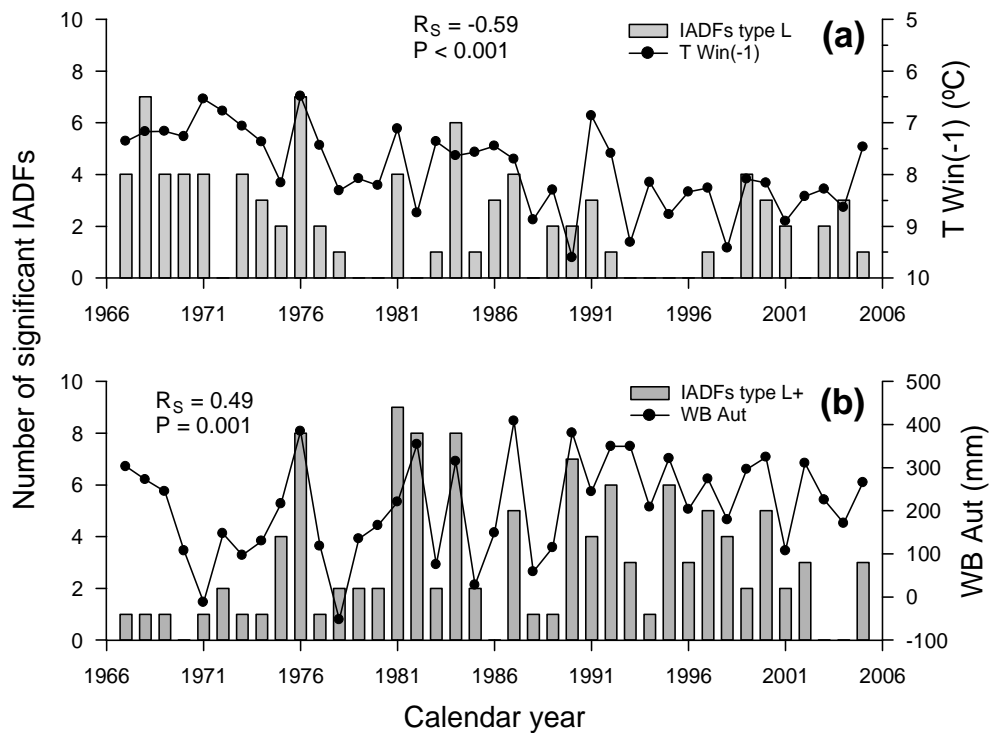 Number of significant IADFs
10
8
6
4
2
0
R_S = -0.59
P < 0.001
IADFs type L
T Win(-1)
(a)
5
6
7
8
9
10
T Win(-1) (ºC)
1966 1971 1976 1981 1986 1991 1996 2001 2006
10
8
6
4
2
0
R_S = 0.49
P = 0.001
IADFs type L+
WB Aut
(b)
500
400
300
200
100
0
-100
WB Aut (mm)
1966 1971 1976 1981 1986 1991 1996 2001 2006
Calendar year